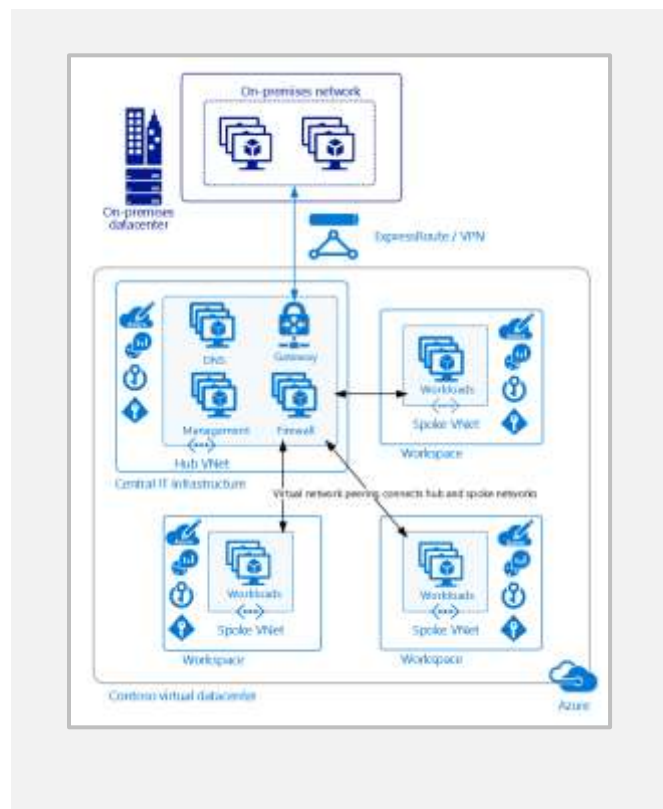 On-premises network
On-premises
datacenter
ExpressRoute / VPN
DNS
Gateway
Management
Firewall
Hub VNet
Central IT Infrastructure
Workloads
Spoke VNet
Workspace
Virtual network peering connects hub and spoke networks
Workloads
Spoke VNet
Workspace
Workloads
Spoke VNet
Workspace
Contoso virtual datacenter
Azure